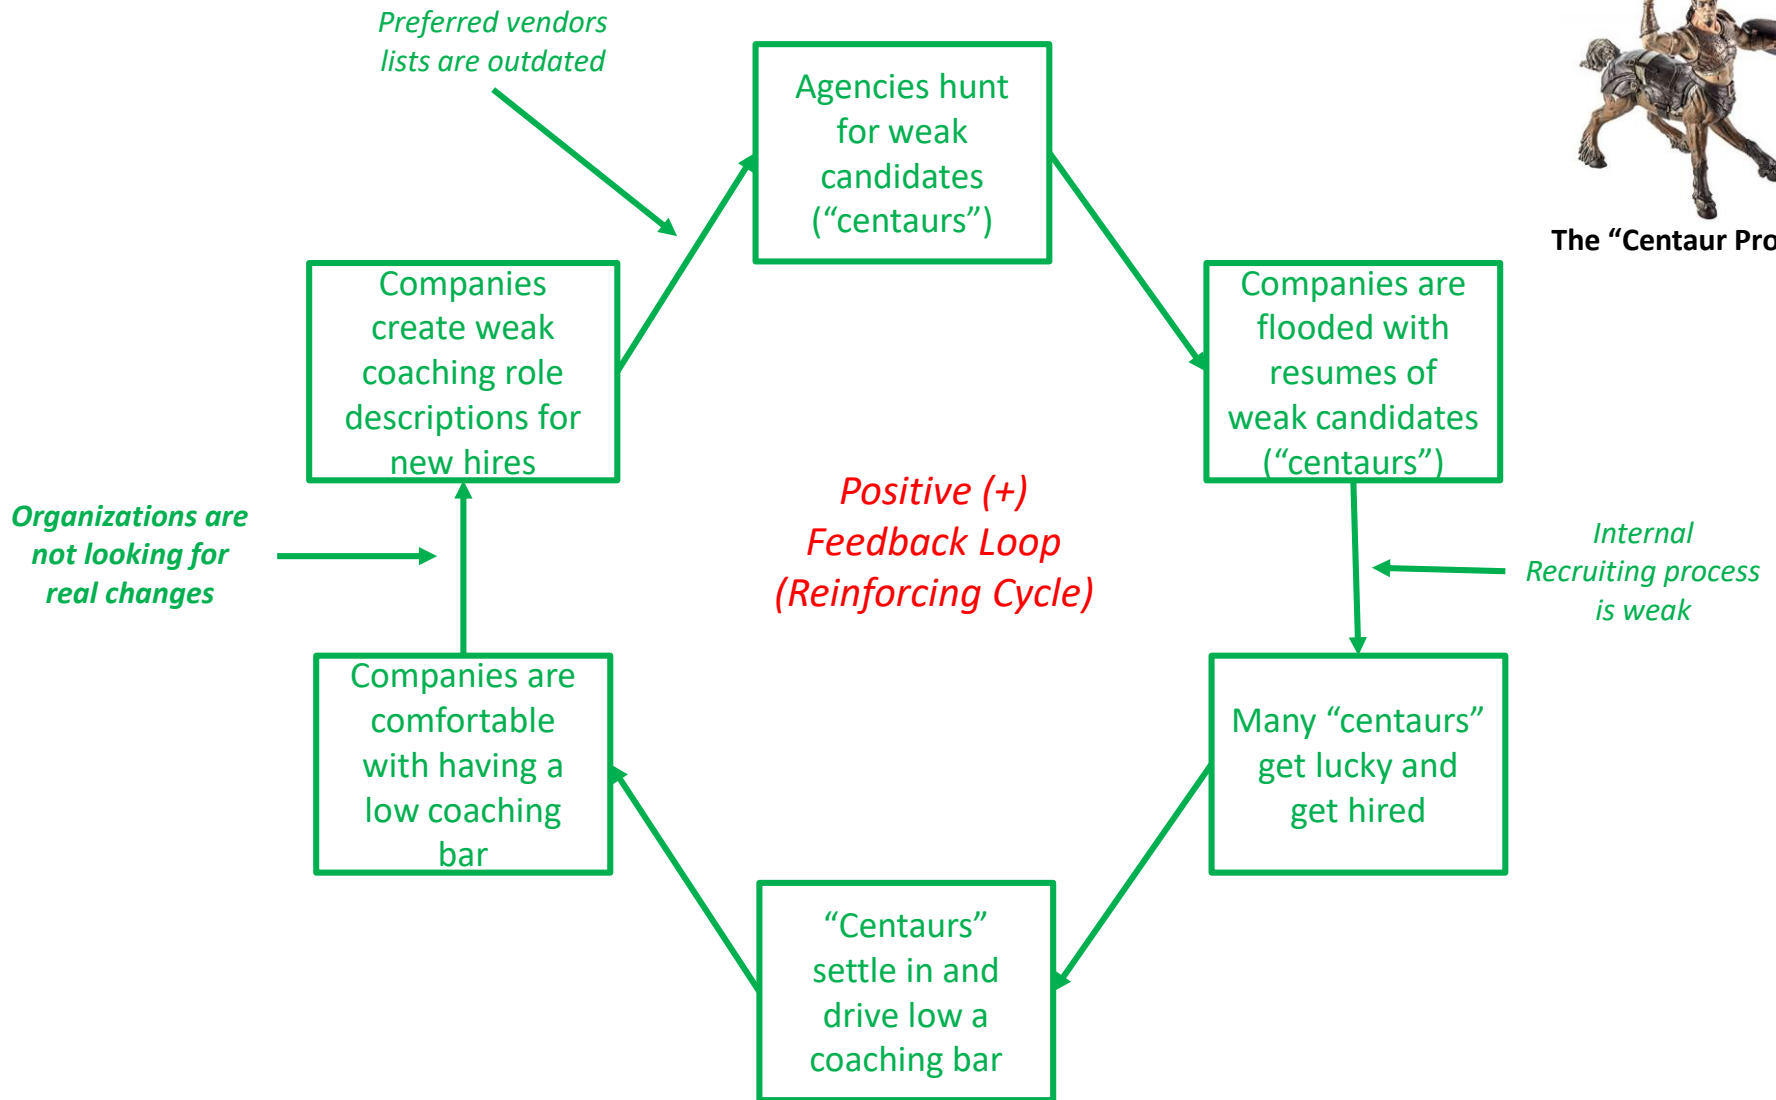 Preferred vendors
lists are outdated
Agencies hunt
for weak
candidates
(“centaurs”)
The “Centaur Pro
Companies
create weak
coaching role
descriptions for
new hires
Companies are
flooded with
resumes of
weak candidates
(“centaurs”)
Positive (+)
Feedback Loop
(Reinforcing Cycle)
Organizations are
not looking for
real changes
Internal
Recruiting process
is weak
Companies are
comfortable
with having a
low coaching
bar
Many “centaurs”
get lucky and
get hired
“Centaurs”
settle in and
drive low a
coaching bar